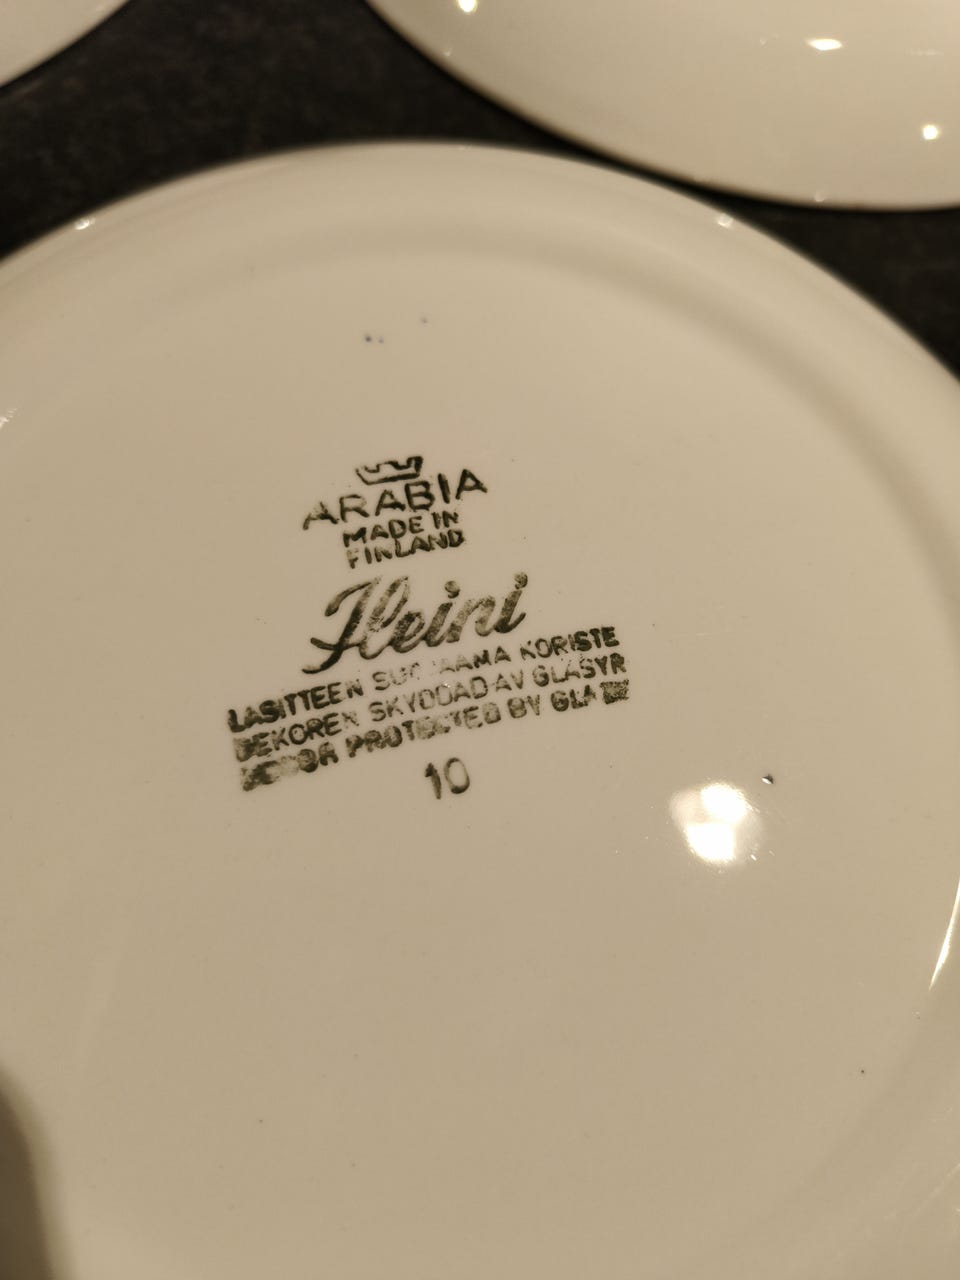 ARABIA
MADE IN
FINLAND
Heini
LASITTEEN KORISTE
DEKOREN SKYDDAD AV GLASYR
PROTECTED BY
10